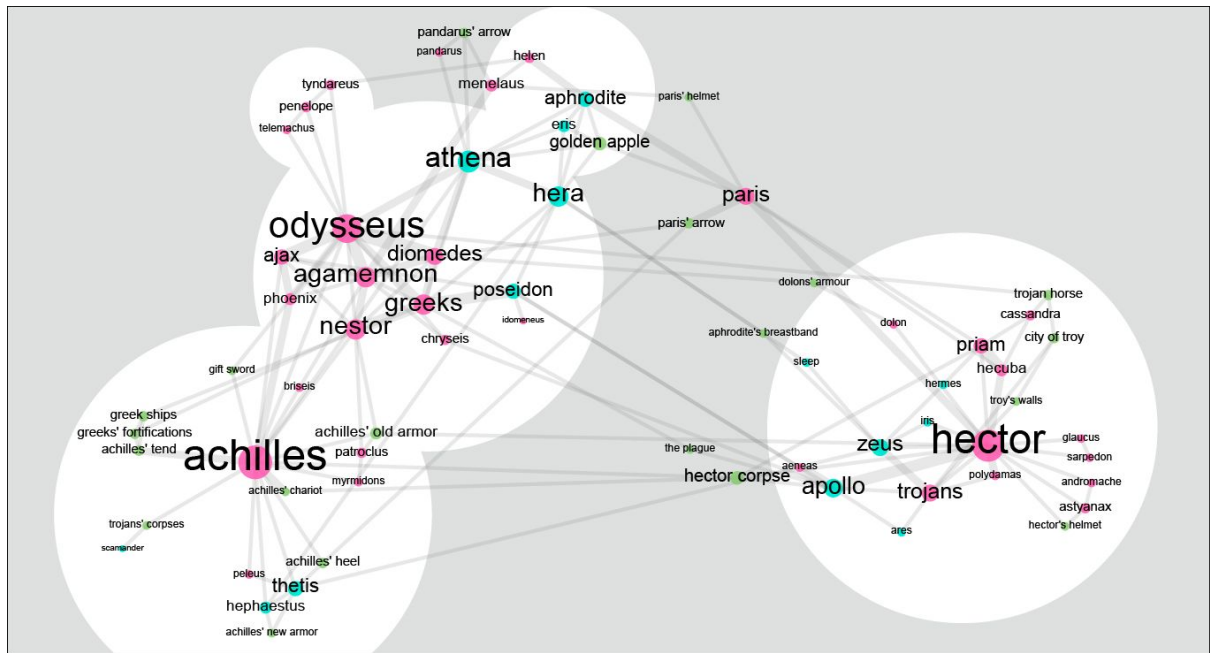 pandarus' arrow
pandarus
helen
tyndareus
menelaus
aphrodite
paris' helmet
penelope
telemachus
eris
golden apple
athena
hera
paris
odysseus
paris' arrow
ajax
diomedes
agamemnon
dolons' armour
phoenix
greeks
poseidon
trojan horse
cassandra
idomeneus
dolon
nestor
chryseis
aphrodite's breastband
city of troy
priam
sleep
hecuba
gift sword
briseis
hermes
troy's walls
greek ships
greeks' fortifications
achilles' old armor
iris
achilles' tend
patroclus
the plague
zeus
hector
glaucus
achilles
sarpedon
aeneas
myrmidons
hector corpse
apollo
polydamas
andromache
achilles' chariot
trojans
astyanax
trojans' corpses
ares
hector's helmet
scamander
achilles' heel
peleus
thetis
hephaestus
achilles' new armor